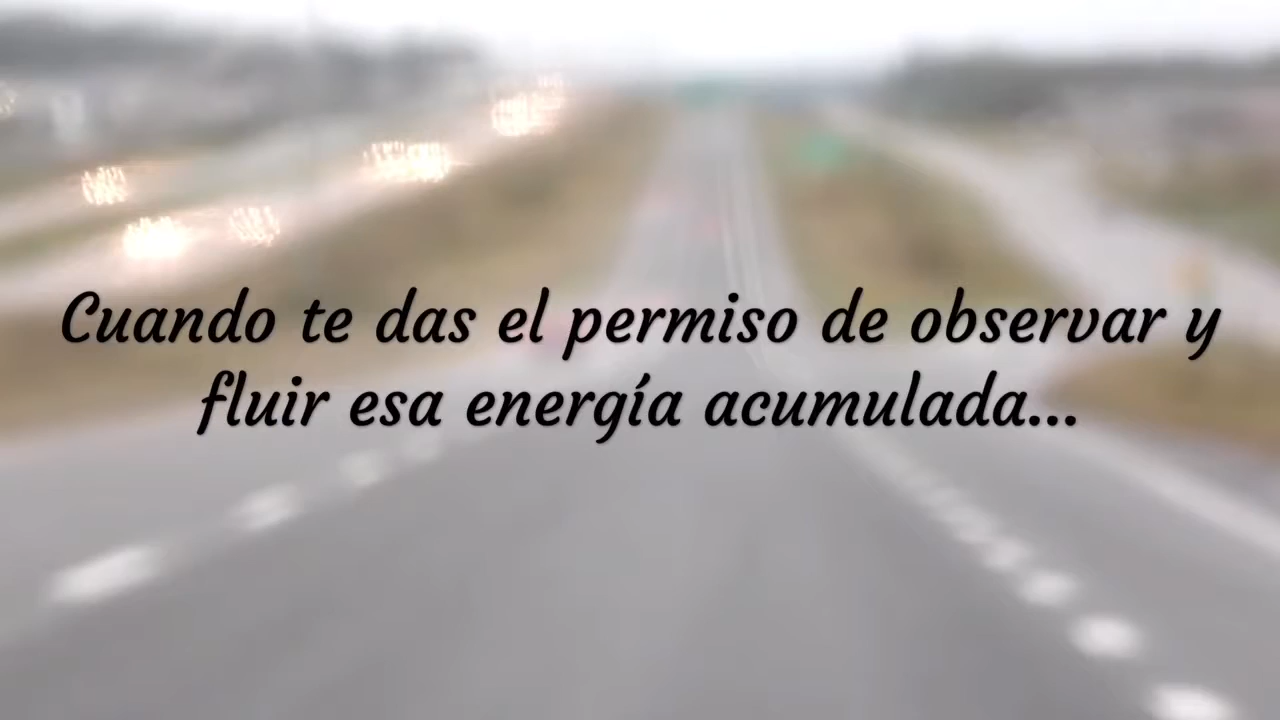 Cuando te das el permiso de observar y
fluir esa energía acumulada...